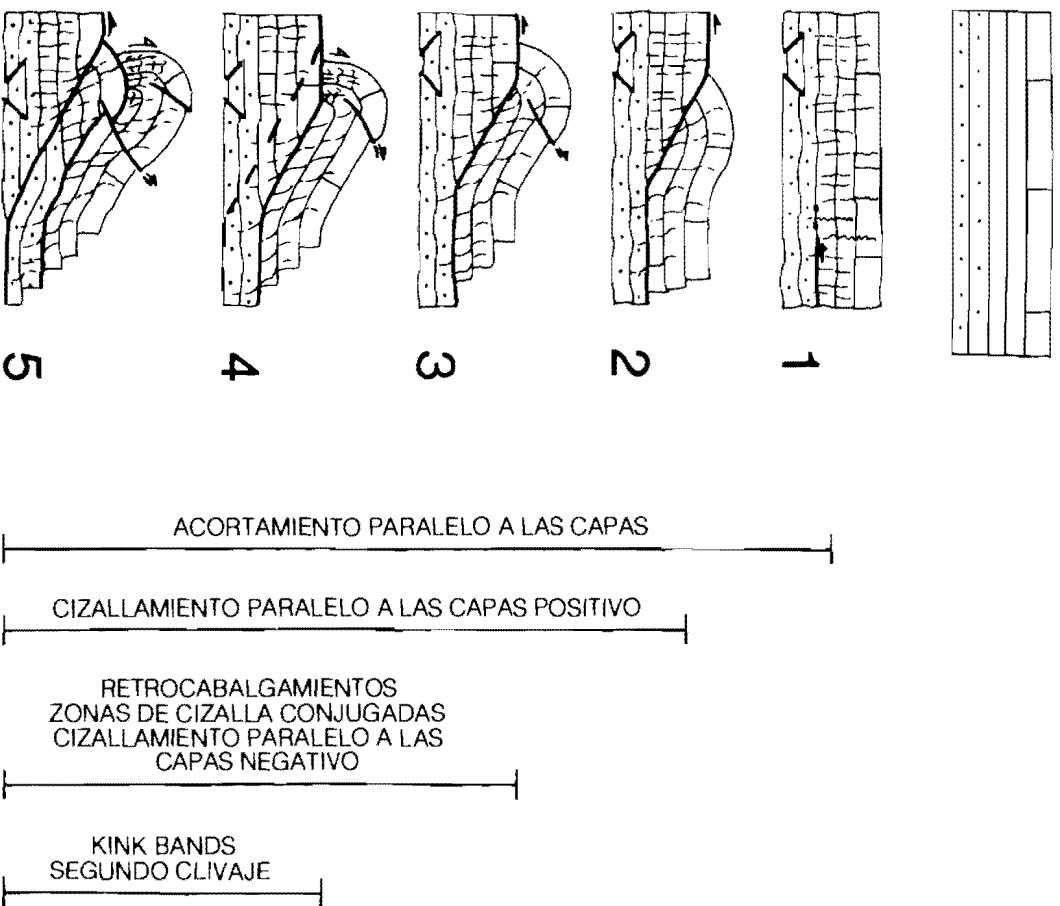 5
4
3
2
1
ACORTAMIENTO PARALELO A LAS CAPAS
CIZALLAMIENTO PARALELO A LAS CAPAS POSITIVO
RETROCABALGAMIENTOS
ZONAS DE CIZALLA CONJUGADAS
CIZALLAMIENTO PARALELO A LAS
CAPAS NEGATIVO
KINK BANDS
SEGUNDO CLIVAJE